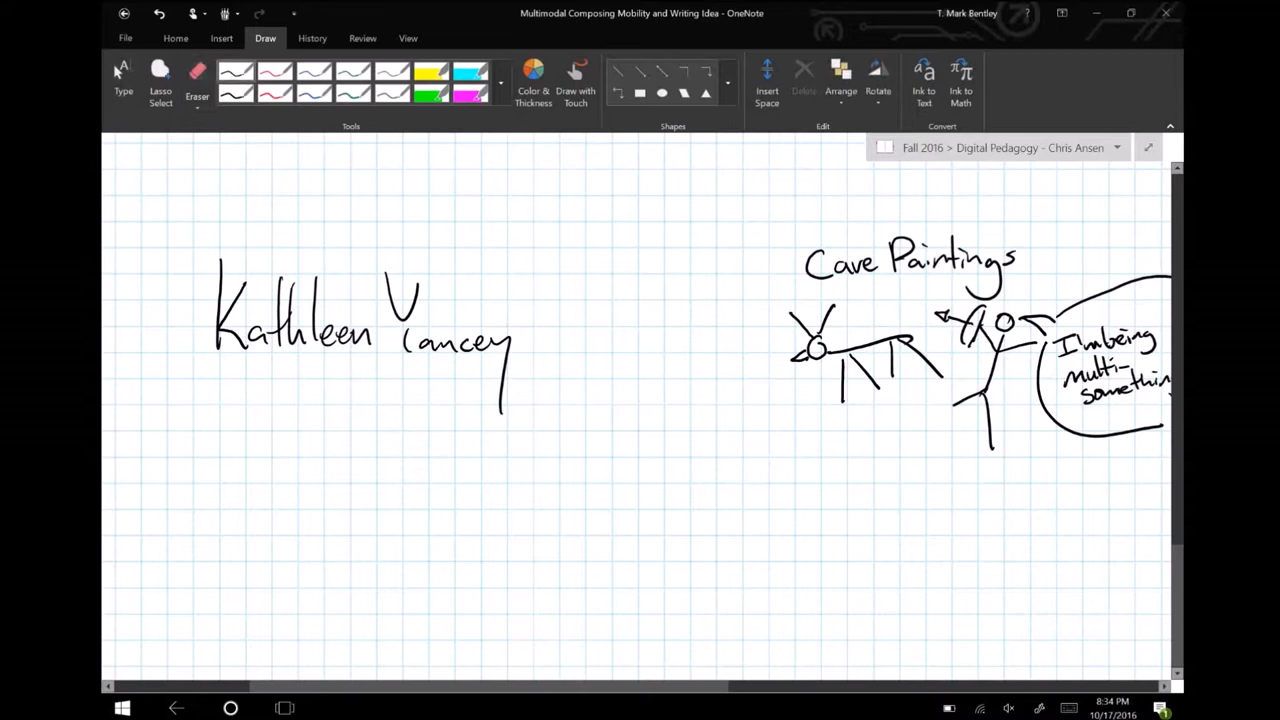 Multimodal Composing Mobility and Writing Idea - OneNote
T. Mark Bentley
?
File
Home
Insert
Draw
History
Review
View
Type
Lasso
Select
Eraser
Color &
Thickness
Draw with
Touch
Insert
Space
Delete
Arrange
Rotate
Ink to
Text
Ink to
Math
Tools
Shapes
Edit
Convert
Fall 2016 > Digital Pedagogy - Chris Ansen
Cave Paintings
Kathleen Yancey
I'm being
multi-
somethin
8:34 PM
10/17/2016
1